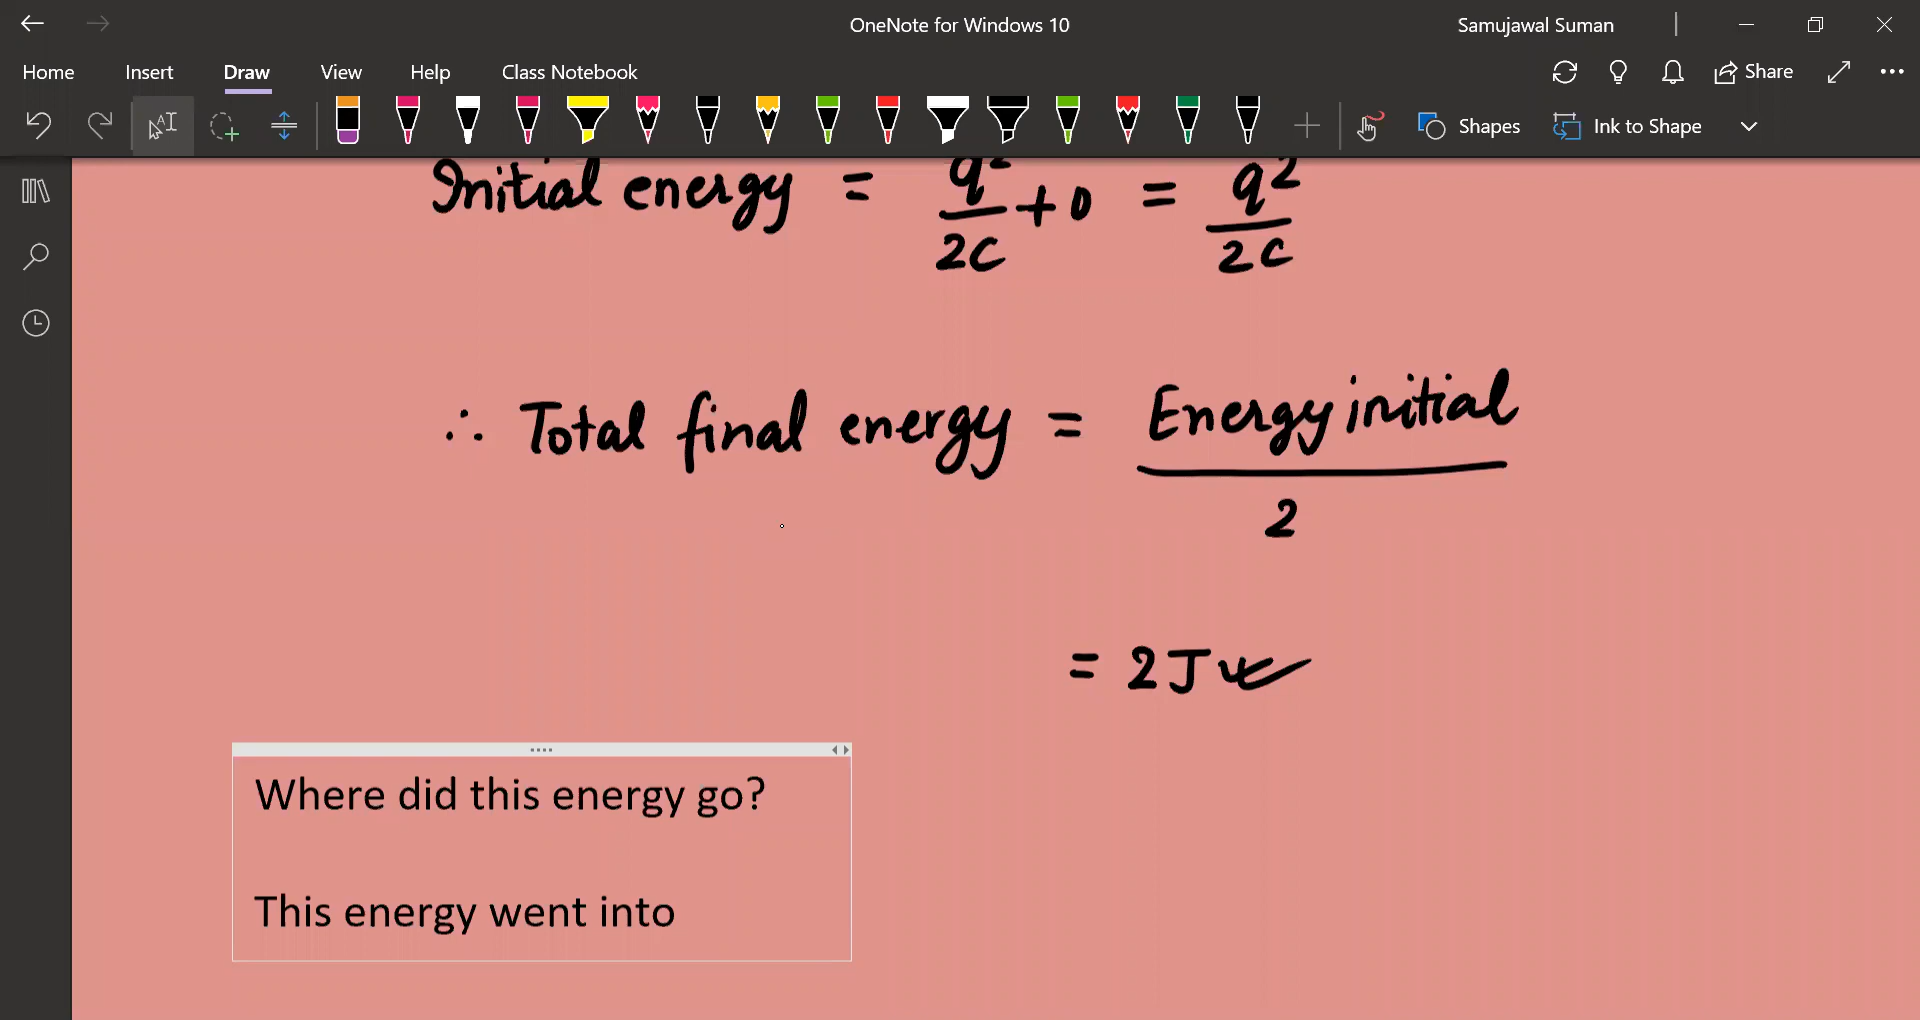 OneNote for Windows 10
Samujawal Suman
Home Insert Draw View Help Class Notebook
Share
Shapes Ink to Shape
Initial energy = q²/2C + 0 = q²/2C
∴ Total final energy = Energy initial / 2
= 2J
Where did this energy go?
This energy went into